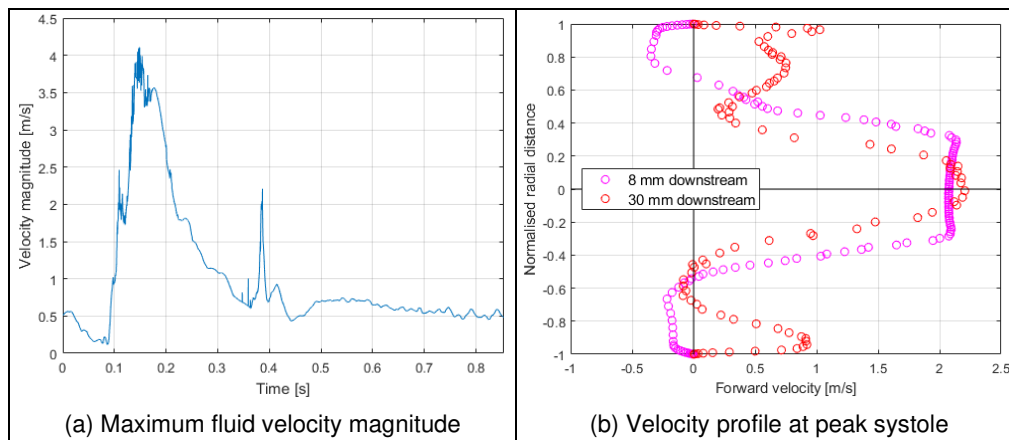 4.5
4
3.5
3
2.5
2
1.5
1
0.5
0
Velocity magnitude [m/s]
0 0.1 0.2 0.3 0.4 0.5 0.6 0.7 0.8
Time [s]
(a) Maximum fluid velocity magnitude
1
0.8
0.6
0.4
0.2
0
-0.2
-0.4
-0.6
-0.8
-1
Normalised radial distance
8 mm downstream
30 mm downstream
-1 -0.5 0 0.5 1 1.5 2 2.5
Forward velocity [m/s]
(b) Velocity profile at peak systole